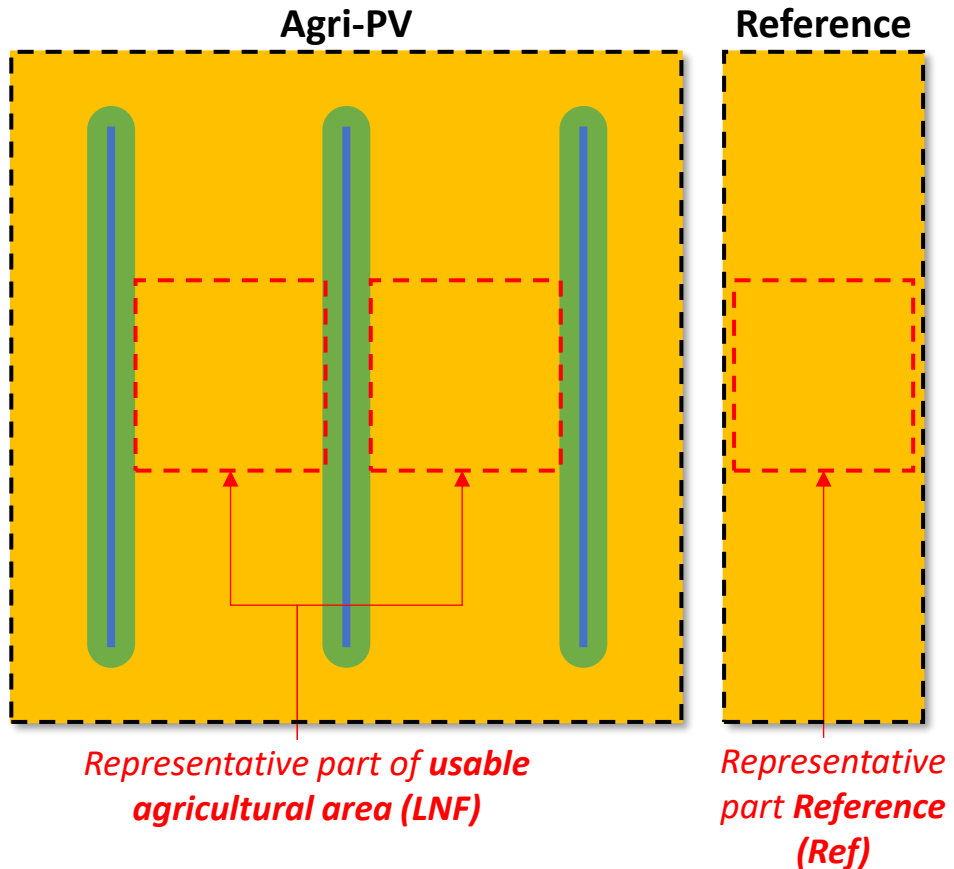 Agri-PV
Reference
Representative part of usable
agricultural area (LNF)
Representative
part Reference
(Ref)